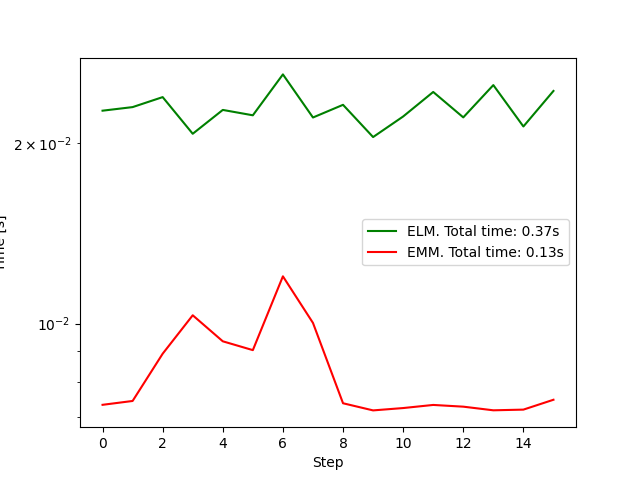 2 × 10⁻²
10⁻²
Time [s]
ELM. Total time: 0.37s
EMM. Total time: 0.13s
0 2 4 6 8 10 12 14
Step